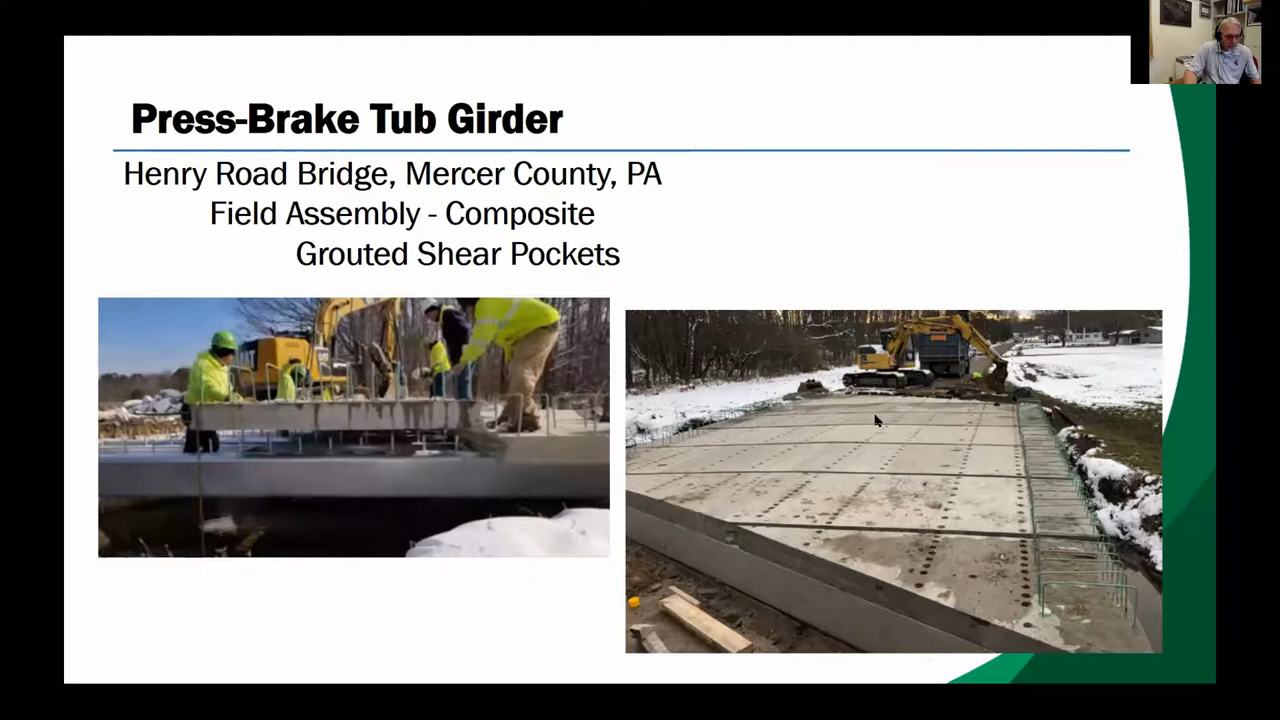 Press-Brake Tub Girder
Henry Road Bridge, Mercer County, PA
Field Assembly - Composite
Grouted Shear Pockets